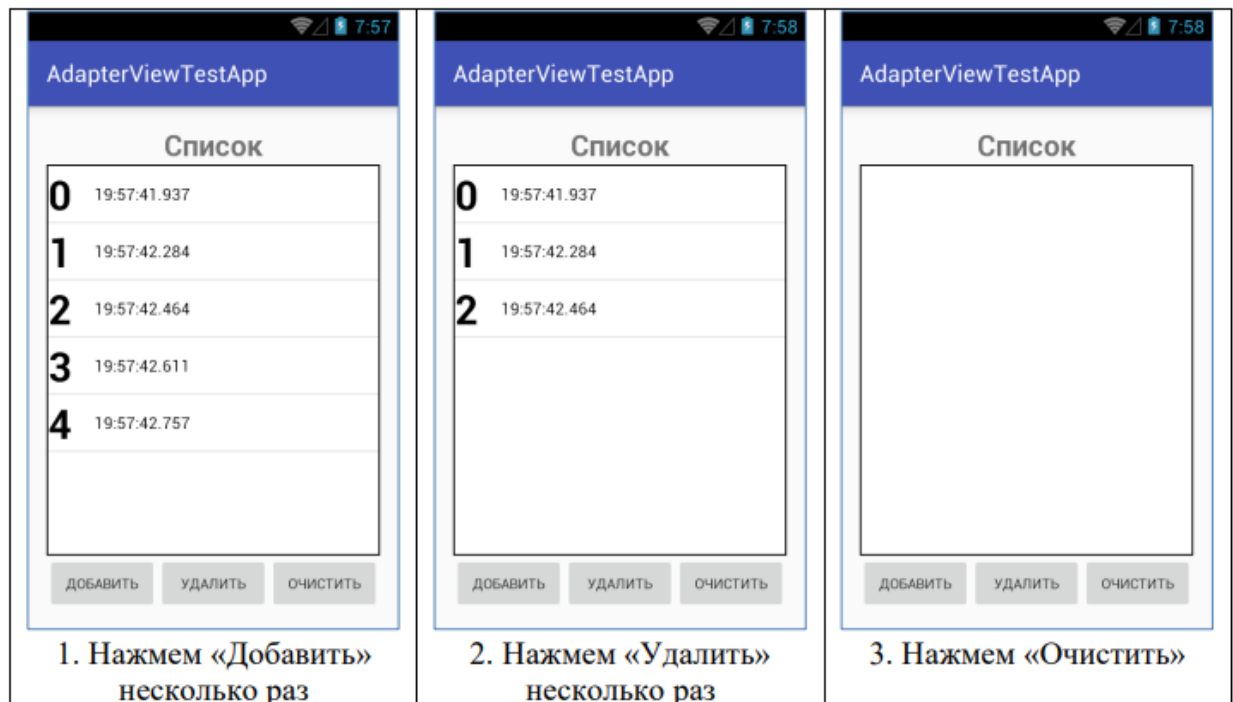 7:57
AdapterViewTestApp
Список
0 19:57:41.937
1 19:57:42.284
2 19:57:42.464
3 19:57:42.611
4 19:57:42.757
ДОБАВИТЬ УДАЛИТЬ ОЧИСТИТЬ
1. Нажмем «Добавить»
несколько раз
7:58
AdapterViewTestApp
Список
0 19:57:41.937
1 19:57:42.284
2 19:57:42.464
ДОБАВИТЬ УДАЛИТЬ ОЧИСТИТЬ
2. Нажмем «Удалить»
несколько раз
7:58
AdapterViewTestApp
Список
ДОБАВИТЬ УДАЛИТЬ ОЧИСТИТЬ
3. Нажмем «Очистить»